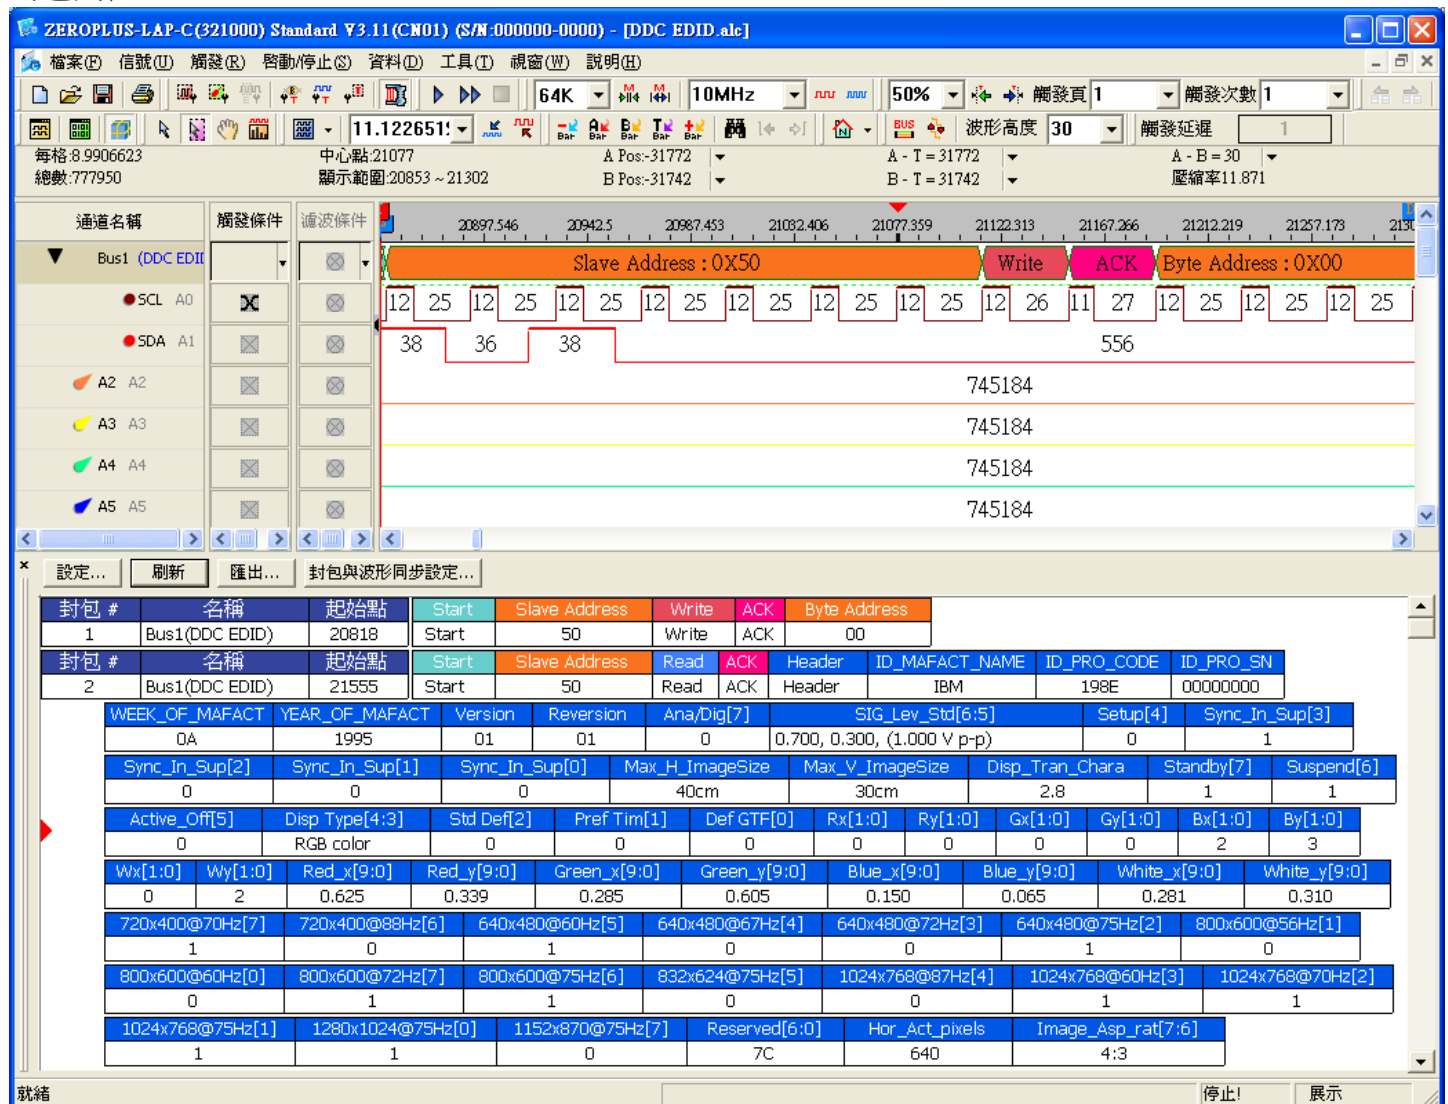 ZEROPLUS-LAP-C(321000) Standard V3.11(CN01) (S/N:000000-0000) - [DDC EDID.alc]
檔案(F) 信號(U) 觸發(R) 啓動/停止(S) 資料(D) 工具(T) 視窗(W) 說明(H)
64K 10MHz 50% 觸發頁 1 觸發次數 1
11.122651 BUS 波形高度 30 觸發延遲 1
每格:8.9906623 中心點:21077 A Pos:-31772 A - T = 31772 A - B = 30
總數:777950 顯示範圍:20853 ~ 21302 B Pos:-31742 B - T = 31742 壓縮率11.871
通道名稱 觸發條件 濾波條件 20897.546 20942.5 20987.453 21032.406 21077.359 21122.313 21167.266 21212.219 21257.173
Bus1 (DDC EDI Slave Address : 0X50 Write ACK Byte Address : 0X00
SCL A0 12 25 12 25 12 25 12 25 12 25 12 25 12 25 12 26 11 27 12 25 12 25 12 25
SDA A1 38 36 38 556
A2 A2 745184
A3 A3 745184
A4 A4 745184
A5 A5 745184
設定... 刷新 匯出... 封包與波形同步設定...
封包 # 名稱 起始點 Start Slave Address Write ACK Byte Address
1 Bus1(DDC EDID) 20818 Start 50 Write ACK 00
封包 # 名稱 起始點 Start Slave Address Read ACK Header ID_MAFACT_NAME ID_PRO_CODE ID_PRO_SN
2 Bus1(DDC EDID) 21555 Start 50 Read ACK Header IBM 198E 00000000
WEEK_OF_MAFACT YEAR_OF_MAFACT Version Reversion Ana/Dig[7] SIG_Lev_Std[6:5] Setup[4] Sync_In_Sup[3]
0A 1995 01 01 0 0.700, 0.300, (1.000 V p-p) 0 1
Sync_In_Sup[2] Sync_In_Sup[1] Sync_In_Sup[0] Max_H_ImageSize Max_V_ImageSize Disp_Tran_Chara Standby[7] Suspend[6]
0 0 0 40cm 30cm 2.8 1 1
Active_Off[5] Disp Type[4:3] Std Def[2] Pref Tim[1] Def GTF[0] Rx[1:0] Ry[1:0] Gx[1:0] Gy[1:0] Bx[1:0] By[1:0]
0 RGB color 0 0 0 0 0 0 0 2 3
Wx[1:0] Wy[1:0] Red_x[9:0] Red_y[9:0] Green_x[9:0] Green_y[9:0] Blue_x[9:0] Blue_y[9:0] White_x[9:0] White_y[9:0]
0 2 0.625 0.339 0.285 0.605 0.150 0.065 0.281 0.310
720x400@70Hz[7] 720x400@88Hz[6] 640x480@60Hz[5] 640x480@67Hz[4] 640x480@72Hz[3] 640x480@75Hz[2] 800x600@56Hz[1]
1 0 1 0 0 1 0
800x600@60Hz[0] 800x600@72Hz[7] 800x600@75Hz[6] 832x624@75Hz[5] 1024x768@87Hz[4] 1024x768@60Hz[3] 1024x768@70Hz[2]
0 1 1 0 0 1 1
1024x768@75Hz[1] 1280x1024@75Hz[0] 1152x870@75Hz[7] Reserved[6:0] Hor_Act_pixels Image_Asp_rat[7:6]
1 1 0 7C 640 4:3
就緒 停止! 展示